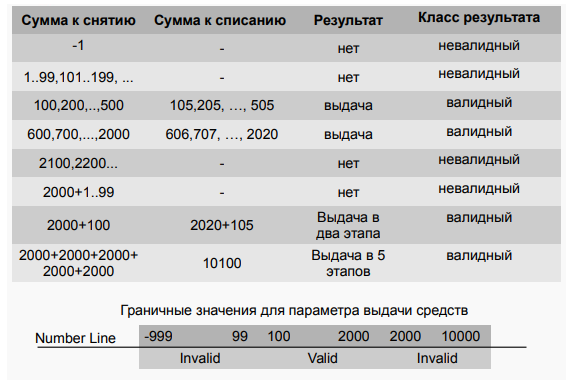 Сумма к снятию Сумма к списанию Результат Класс результата
-1 - нет невалидный
1..99,101..199, ... - нет невалидный
100,200,..,500 105,205, …, 505 выдача валидный
600,700,...,2000 606,707, …, 2020 выдача валидный
2100,2200... - нет невалидный
2000+1..99 - нет невалидный
2000+100 2020+105 Выдача в два этапа валидный
2000+2000+2000+ 2000+2000 10100 Выдача в 5 этапов валидный
Граничные значения для параметра выдачи средств
Number Line -999 99 100 2000 2000 10000
Invalid Valid Invalid